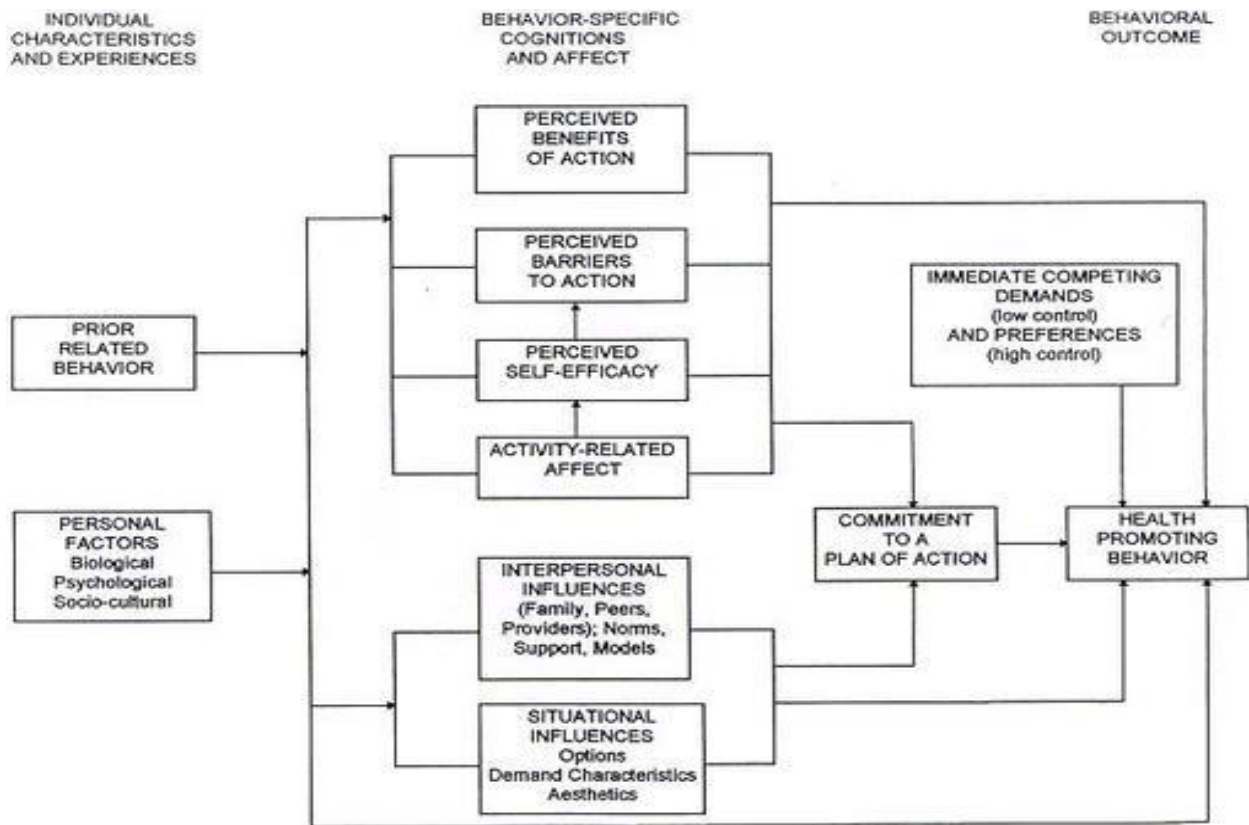 INDIVIDUAL
CHARACTERISTICS
AND EXPERIENCES
BEHAVIOR-SPECIFIC
COGNITIONS
AND AFFECT
BEHAVIORAL
OUTCOME
PERCEIVED
BENEFITS
OF ACTION
PERCEIVED
BARRIERS
TO ACTION
IMMEDIATE COMPETING
DEMANDS
(low control)
AND PREFERENCES
(high control)
PRIOR
RELATED
BEHAVIOR
PERCEIVED
SELF-EFFICACY
ACTIVITY-RELATED
AFFECT
PERSONAL
FACTORS
Biological
Psychological
Socio-cultural
COMMITMENT
TO A
PLAN OF ACTION
HEALTH
PROMOTING
BEHAVIOR
INTERPERSONAL
INFLUENCES
(Family, Peers,
Providers); Norms,
Support, Models
SITUATIONAL
INFLUENCES
Options
Demand Characteristics
Aesthetics